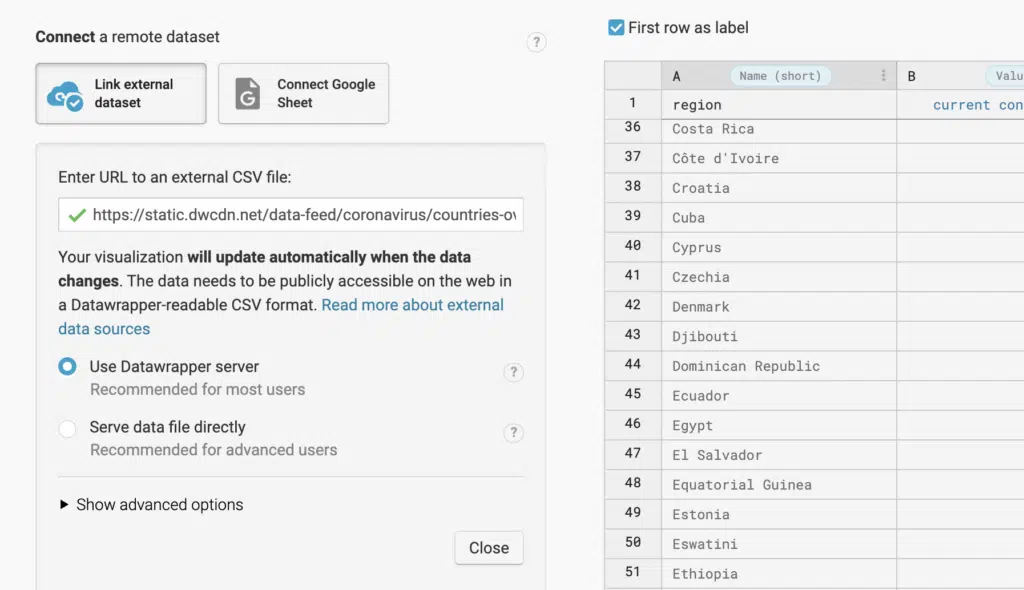 Connect a remote dataset
?
Link external
dataset
Connect Google
Sheet
Enter URL to an external CSV file:
https://static.dwcdn.net/data-feed/coronavirus/countries-ov
Your visualization will update automatically when the data
changes. The data needs to be publicly accessible on the web in
a Datawrapper-readable CSV format. Read more about external
data sources
Use Datawrapper server
?
Recommended for most users
Serve data file directly
?
Recommended for advanced users
Show advanced options
Close
First row as label
A Name (short) B Valu
1 region current con
36 Costa Rica
37 Côte d'Ivoire
38 Croatia
39 Cuba
40 Cyprus
41 Czechia
42 Denmark
43 Djibouti
44 Dominican Republic
45 Ecuador
46 Egypt
47 El Salvador
48 Equatorial Guinea
49 Estonia
50 Eswatini
51 Ethiopia